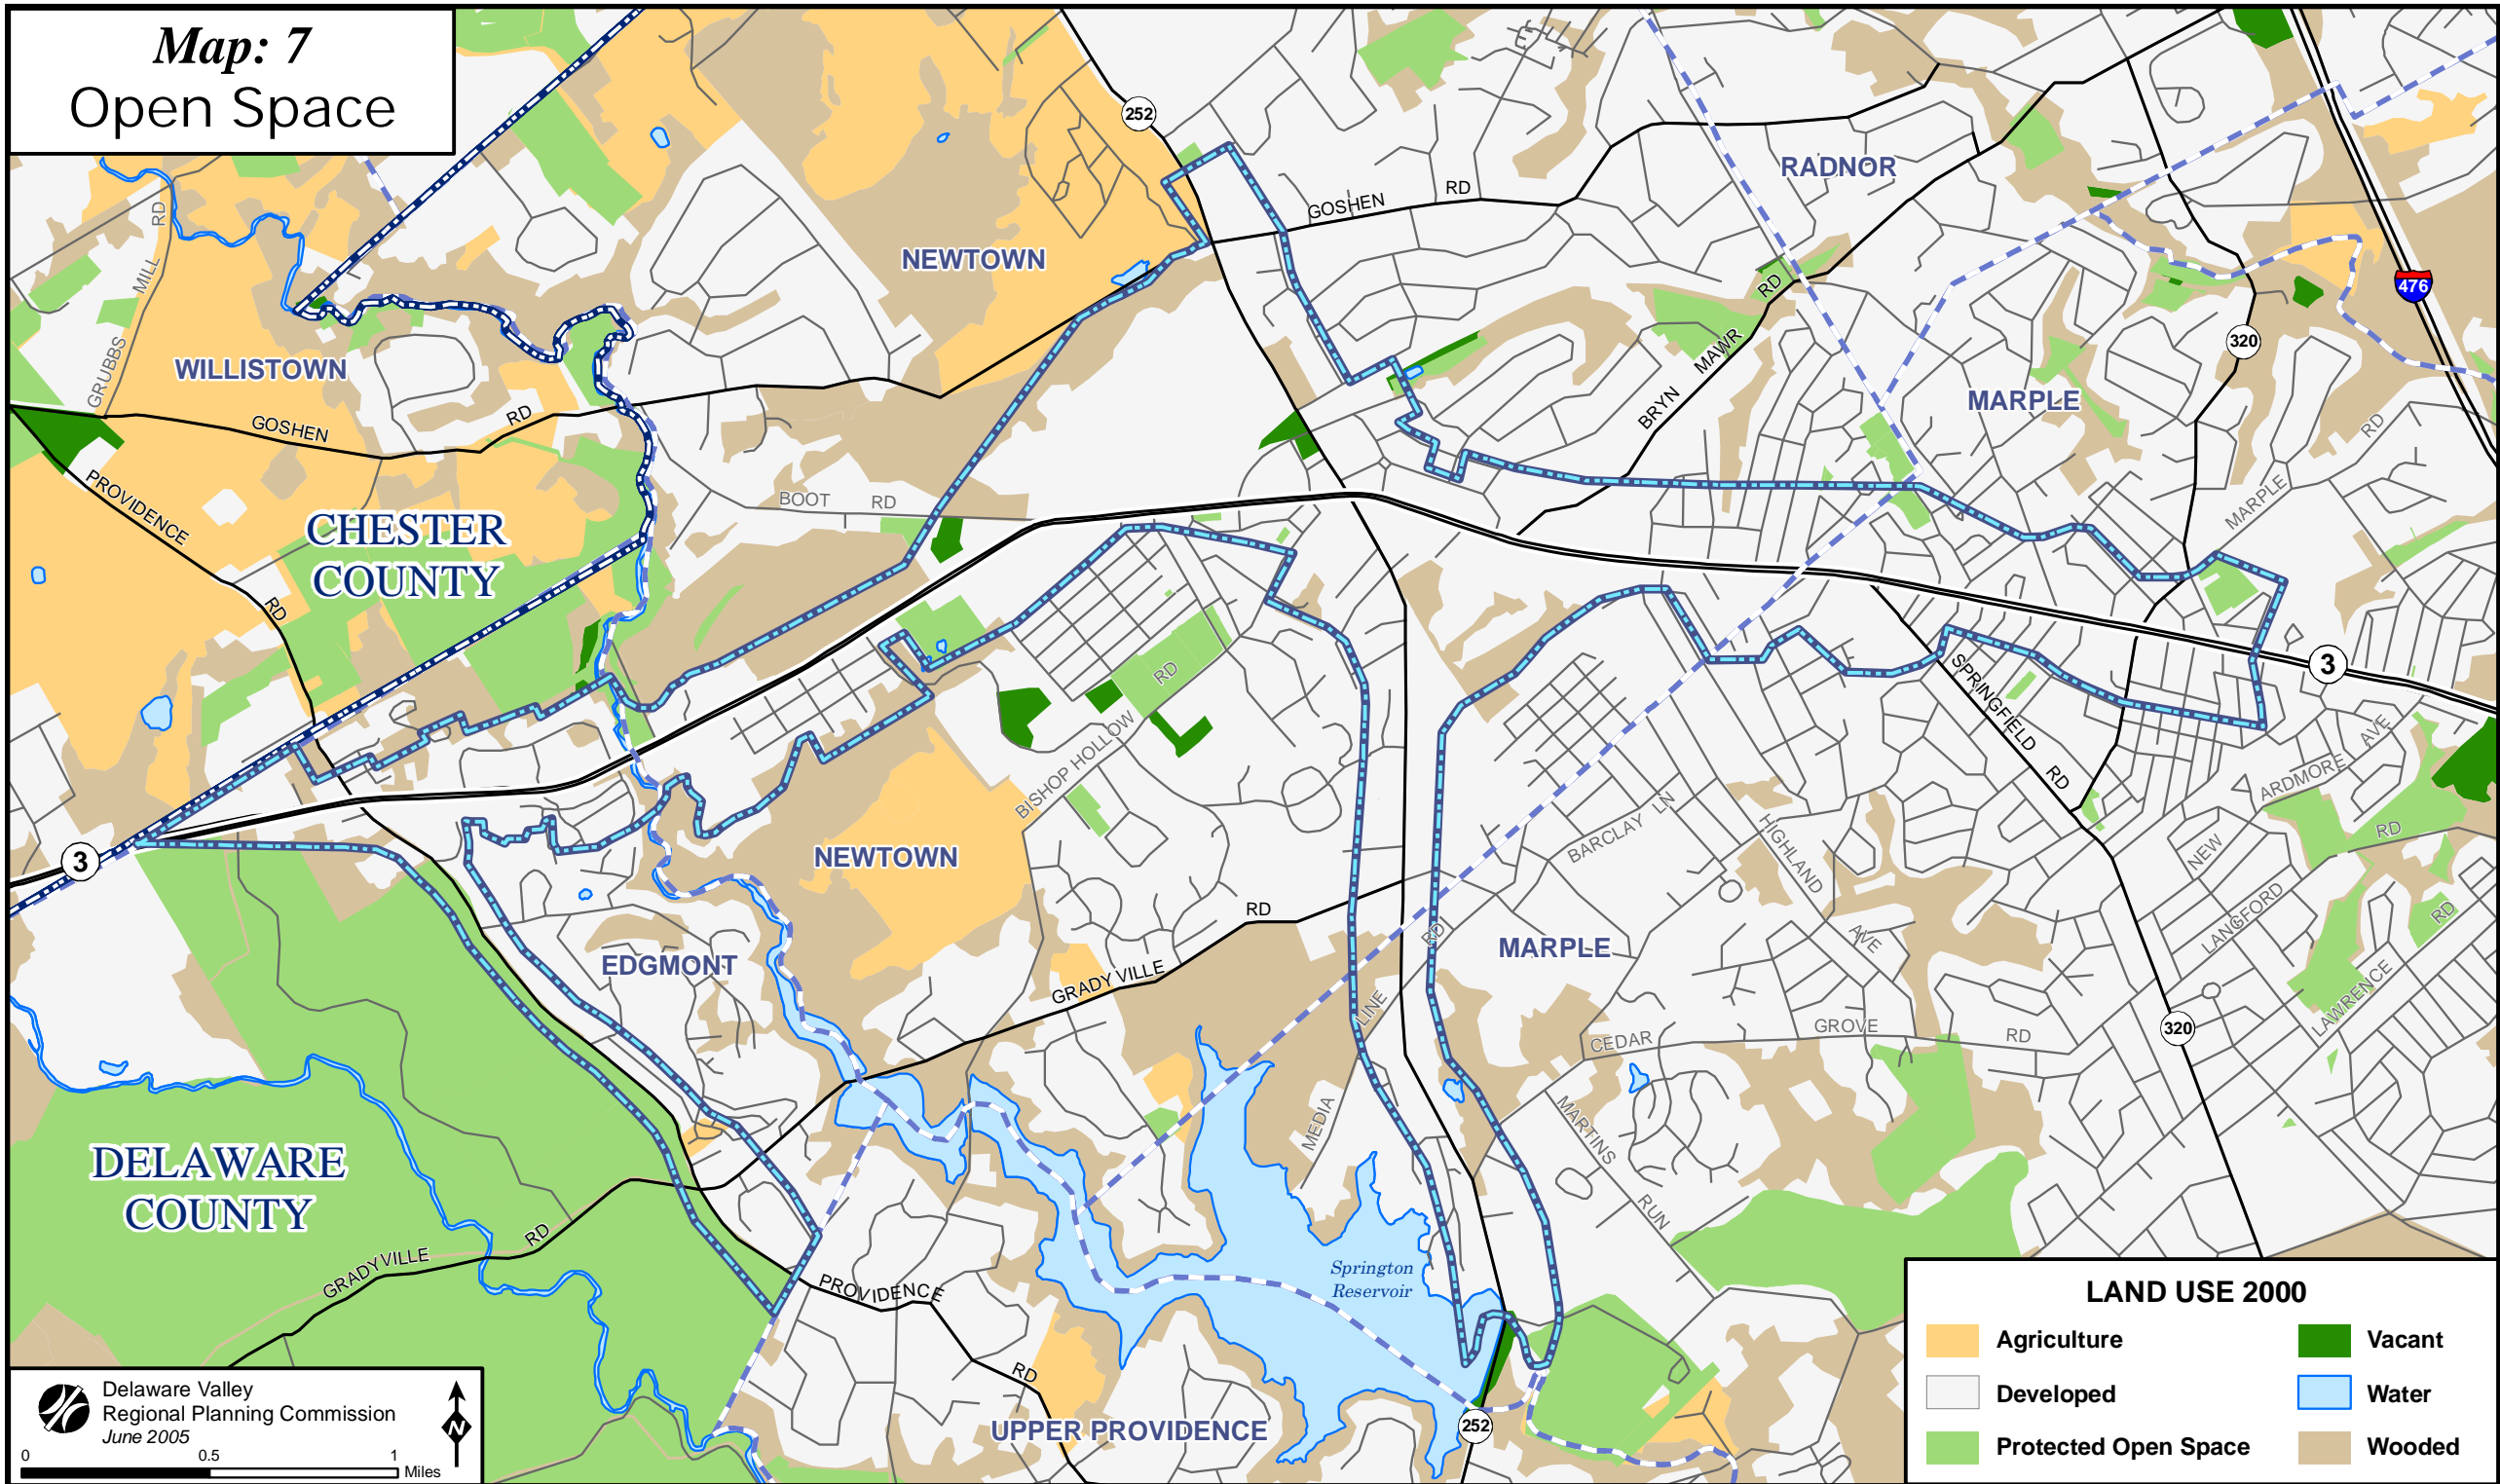 Map: 7
Open Space
252
RADNOR
GOSHEN RD
NEWTOWN
476
MILL RD
GRUBBS
WILLISTOWN
320
BRYN MAWR RD
MARPLE
GOSHEN RD
PROVIDENCE RD
BOOT RD
MARPLE RD
CHESTER
COUNTY
3
SPRINGFIELD RD
BISHOP HOLLOW RD
ARDMORE AVE
BARCLAY LN
HIGHLAND AVE
3
NEWTOWN
NEW
RD
LANGFORD
RD
EDGMONT
MARPLE
GRADYVILLE RD
LAWRENCE
MEDIA LINE RD
CEDAR GROVE RD
320
DELAWARE
COUNTY
MARTINS RUN
GRADYVILLE RD
PROVIDENCE RD
Springton
Reservoir
UPPER PROVIDENCE
252
LAND USE 2000
Agriculture
Developed
Protected Open Space
Vacant
Water
Wooded
Delaware Valley
Regional Planning Commission
June 2005
N
0 0.5 1
Miles